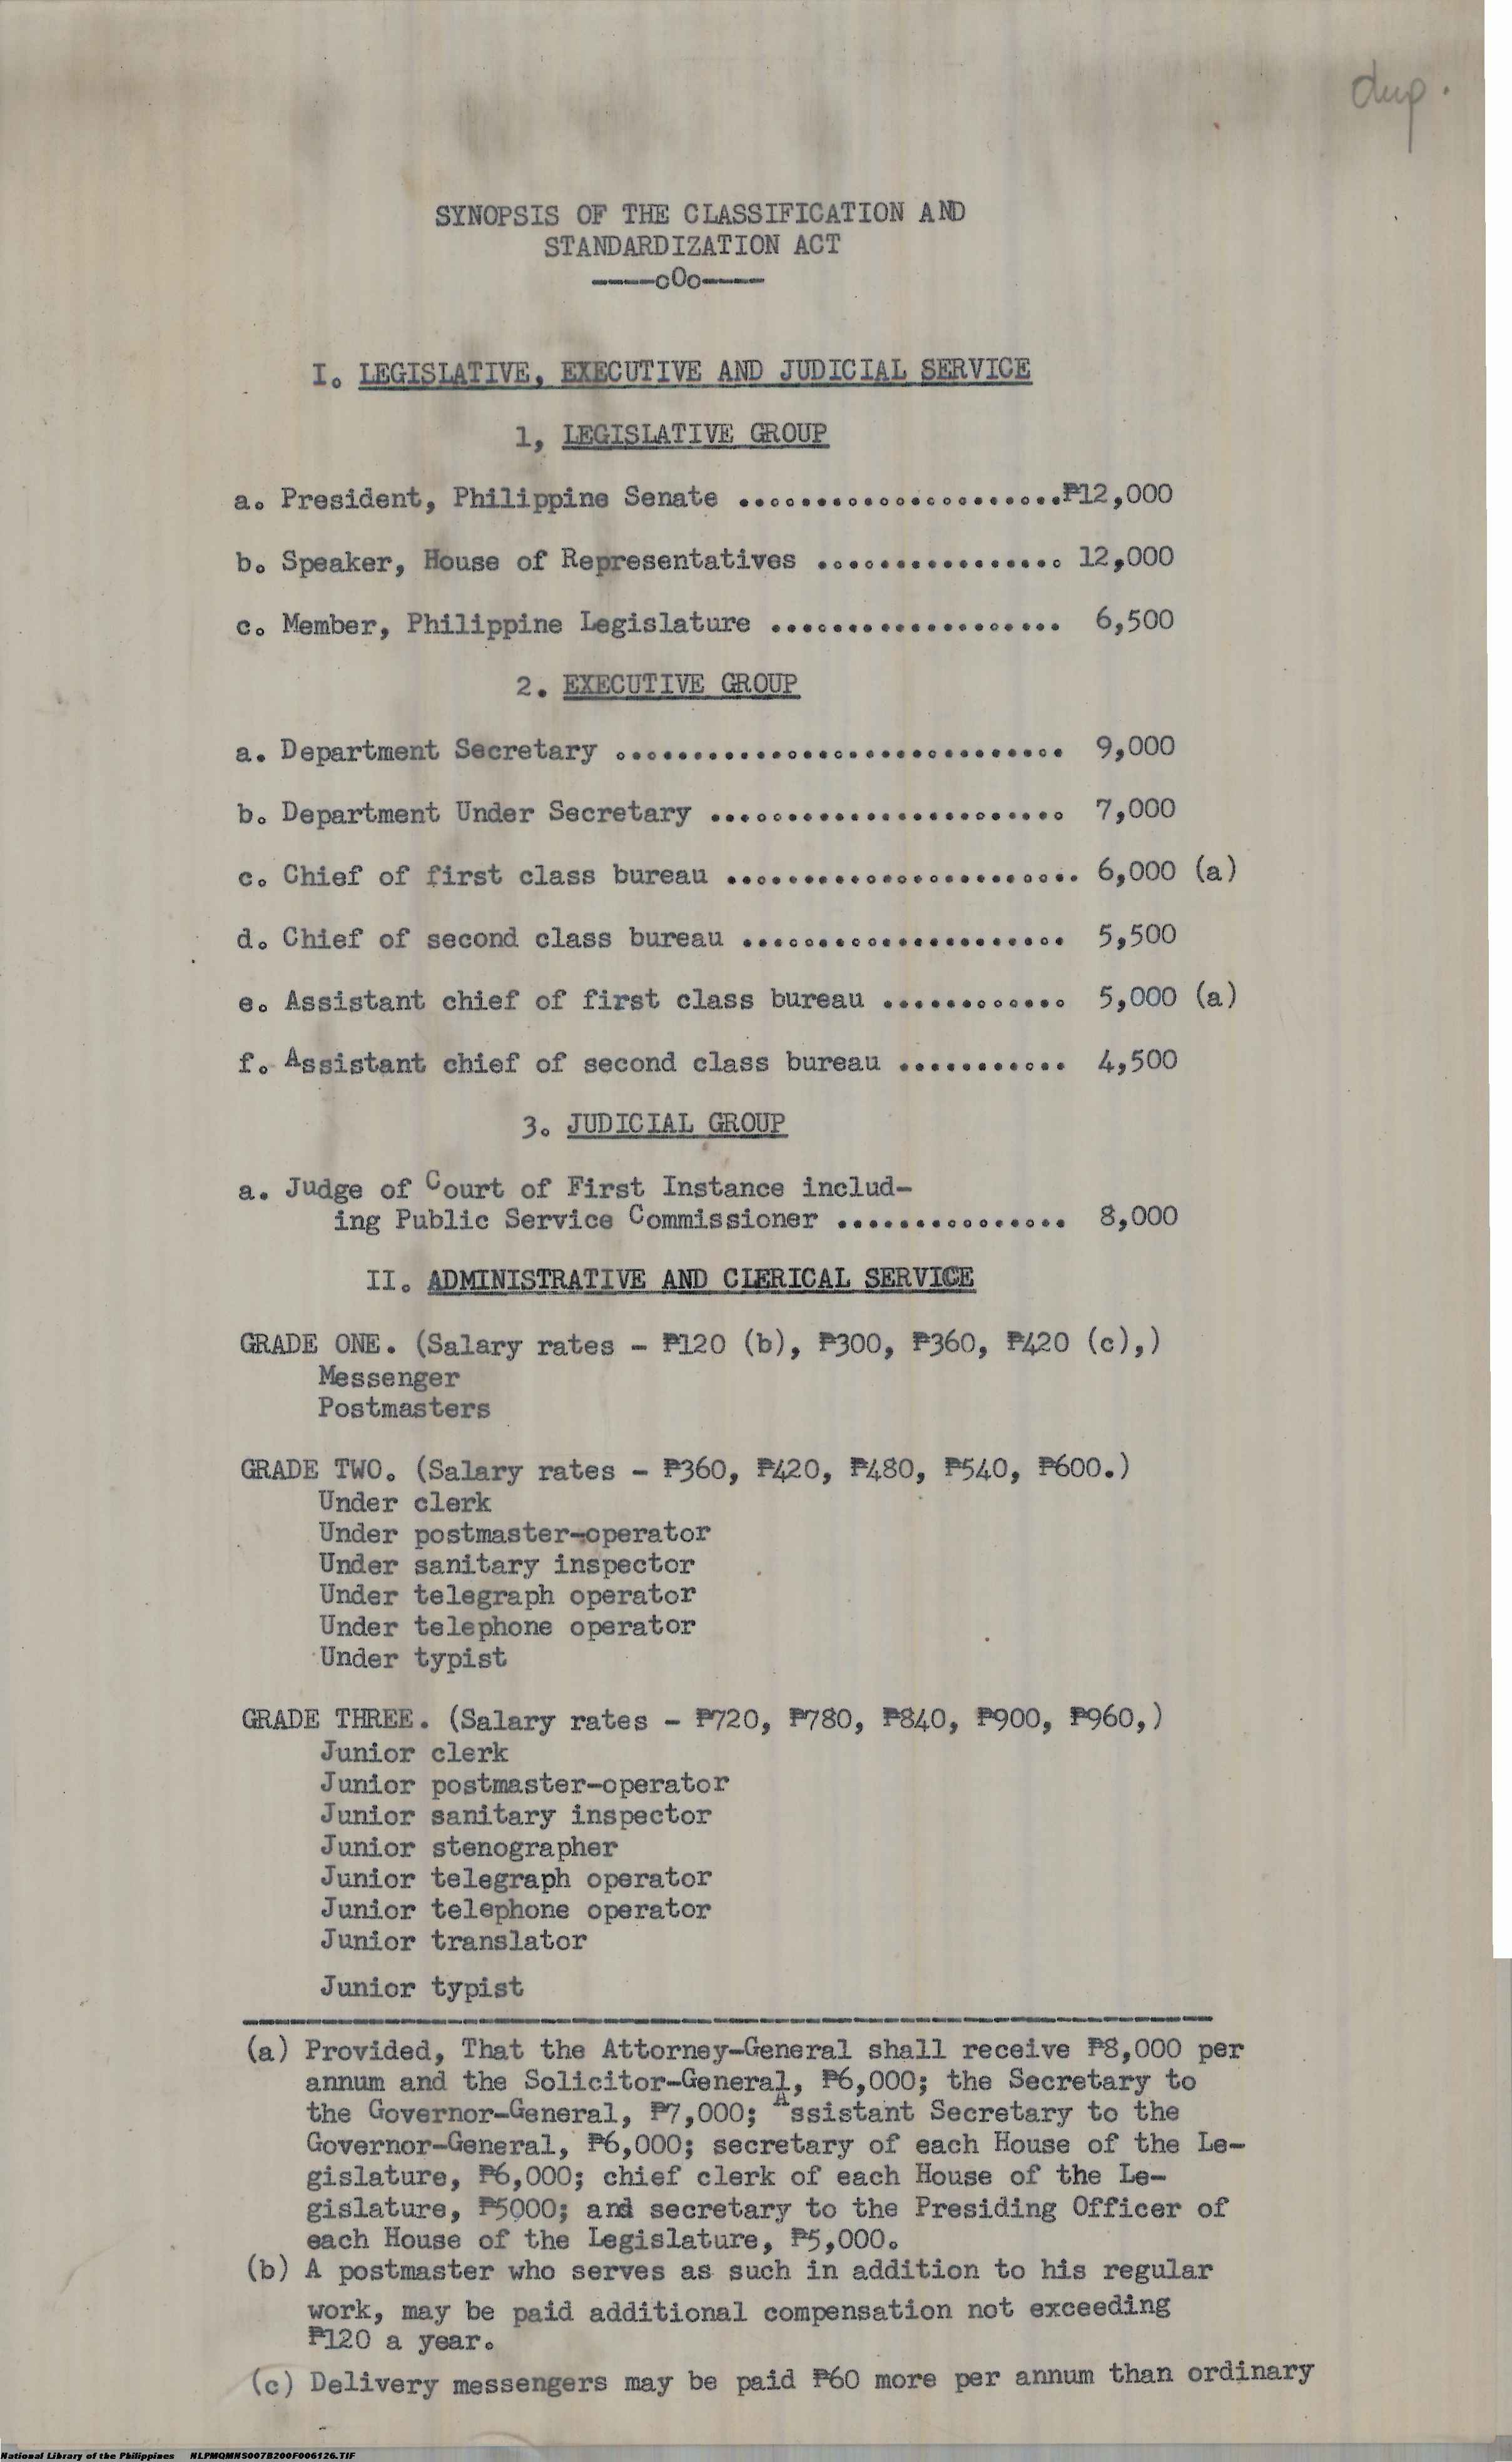 dup.
SYNOPSIS OF THE CLASSIFICATION AND
STANDARDIZATION ACT
----oOo----
I. LEGISLATIVE, EXECUTIVE AND JUDICIAL SERVICE
1, LEGISLATIVE GROUP
a. President, Philippine Senate .....................₱12,000
b. Speaker, House of Representatives ................ 12,000
c. Member, Philippine Legislature ................... 6,500
2. EXECUTIVE GROUP
a. Department Secretary ............................. 9,000
b. Department Under Secretary ....................... 7,000
c. Chief of first class bureau ....................... 6,000 (a)
d. Chief of second class bureau ..................... 5,500
e. Assistant chief of first class bureau ............ 5,000 (a)
f. Assistant chief of second class bureau ........... 4,500
3. JUDICIAL GROUP
a. Judge of Court of First Instance includ-
ing Public Service Commissioner ............... 8,000
II. ADMINISTRATIVE AND CLERICAL SERVICE
GRADE ONE. (Salary rates - ₱120 (b), ₱300, ₱360, ₱420 (c),)
Messenger
Postmasters
GRADE TWO. (Salary rates - ₱360, ₱420, ₱480, ₱540, ₱600.)
Under clerk
Under postmaster-operator
Under sanitary inspector
Under telegraph operator
Under telephone operator
Under typist
GRADE THREE. (Salary rates - ₱720, ₱780, ₱840, ₱900, ₱960,)
Junior clerk
Junior postmaster-operator
Junior sanitary inspector
Junior stenographer
Junior telegraph operator
Junior telephone operator
Junior translator
Junior typist
(a) Provided, That the Attorney-General shall receive ₱8,000 per
annum and the Solicitor-General, ₱6,000; the Secretary to
the Governor-General, ₱7,000; Assistant Secretary to the
Governor-General, ₱6,000; secretary of each House of the Le-
gislature, ₱6,000; chief clerk of each House of the Le-
gislature, ₱5000; and secretary to the Presiding Officer of
each House of the Legislature, ₱5,000.
(b) A postmaster who serves as such in addition to his regular
work, may be paid additional compensation not exceeding
₱120 a year.
(c) Delivery messengers may be paid ₱60 more per annum than ordinary
National Library of the Philippines NLPMQMNS007B200F006126.TIF